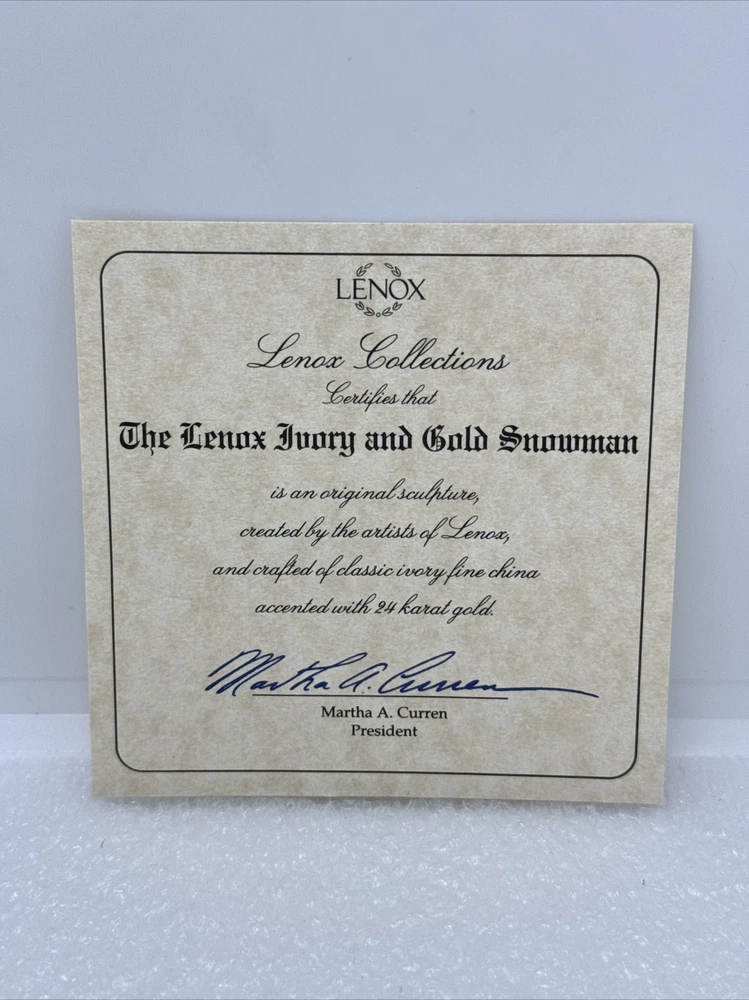 LENOX
Lenox Collections
Certifies that
The Lenox Ivory and Gold Snowman
is an original sculpture,
created by the artists of Lenox,
and crafted of classic ivory fine china
accented with 24 karat gold.
Martha A. Curren
Martha A. Curren
President